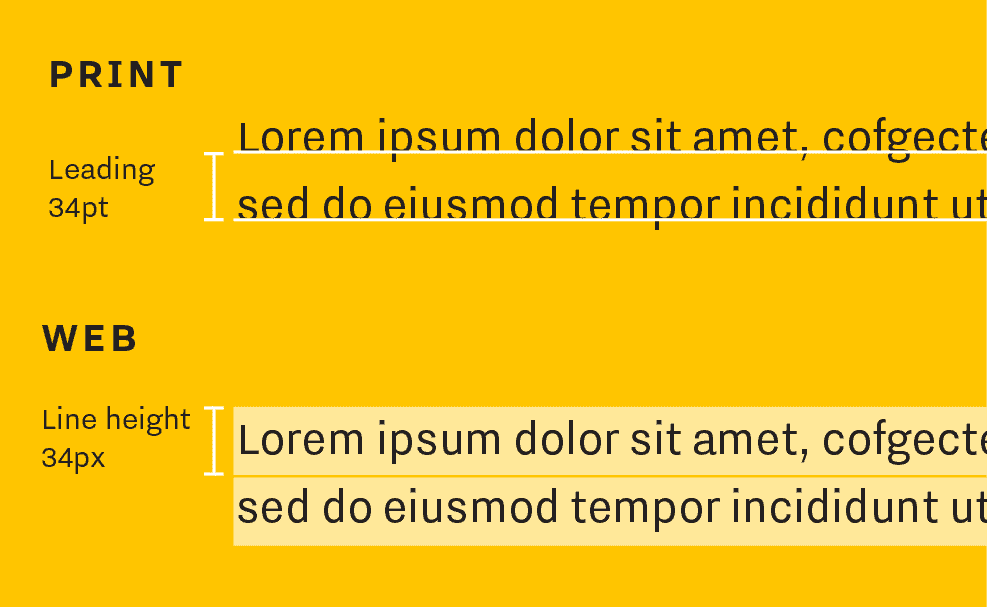 PRINT
Lorem ipsum dolor sit amet, cofgecte
Leading
34pt
sed do eiusmod tempor incididunt ut
WEB
Line height
34px
Lorem ipsum dolor sit amet, cofgecte
sed do eiusmod tempor incididunt ut